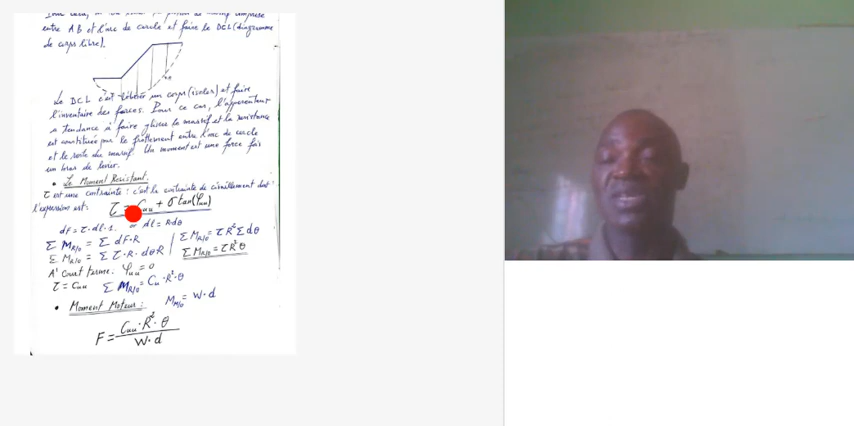 entre AB et l'arc de cercle et faire le DCL (diagramme
de corps libre).
Le DCL c'est libérer un corps (isoler) et faire
l'inventaire des forces. Pour ce cas, l'apesenteur
a tendance à faire glisser le massif et la résistance
est constituée par le frottement entre l'arc de cercle
et le reste du massif. Un moment est une force fois
un bras de levier.
• Le Moment Resistant.
τ est une contrainte : c'est la contrainte de cisaillement dont
l'expression est: τ = Cuu + σ tan(φuu)
dF = τ·dl·1. or dl = Rdθ
Σ MR/O = Σ dF·R | Σ MR/O = τR² Σ dθ
Σ MR/O = Σ τ·R·dθR | Σ MR/O = τR²θ
A' Court terme. φuu = 0
τ = Cuu Σ MR/O = Cu·R²·θ
• Moment Moteur: MM/O = W·d
F = Cuu·R²·θ / W·d